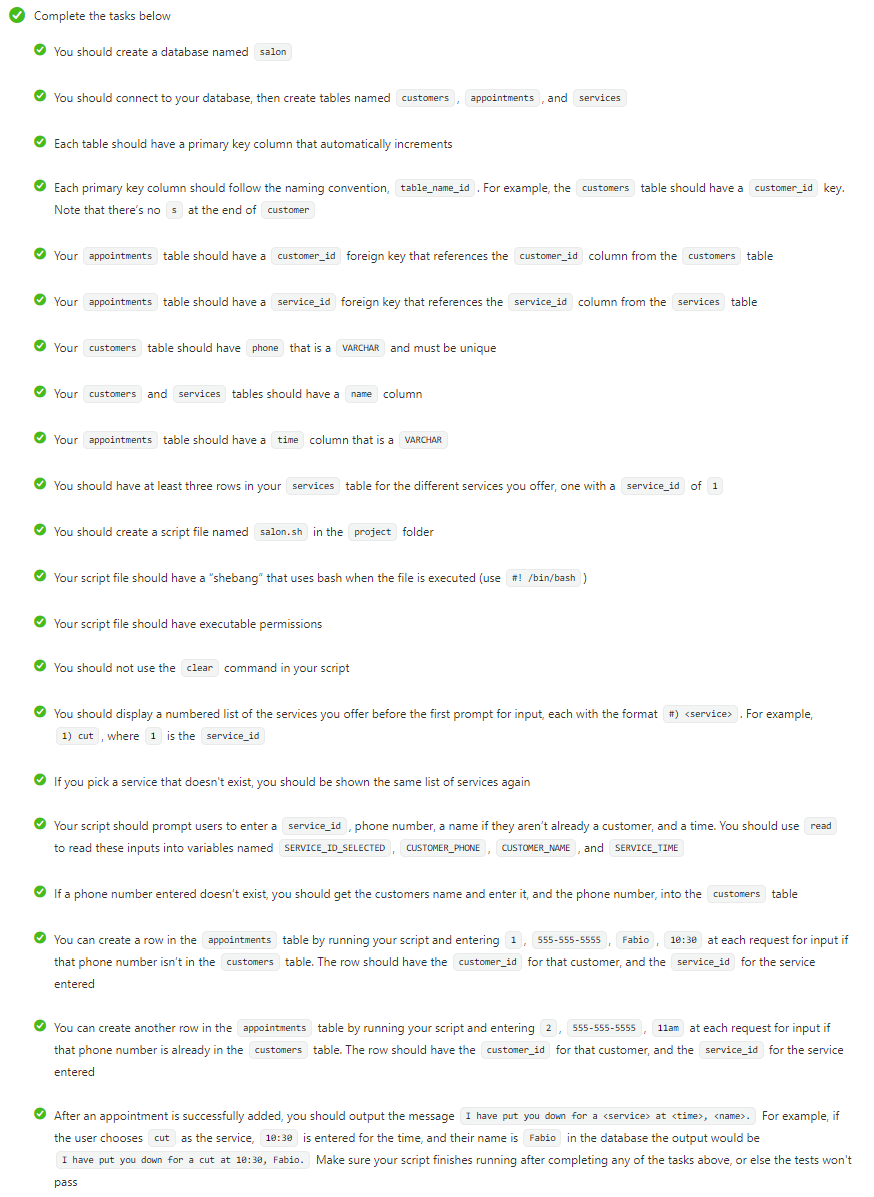 Complete the tasks below
You should create a database named salon
You should connect to your database, then create tables named customers, appointments, and services
Each table should have a primary key column that automatically increments
Each primary key column should follow the naming convention, table_name_id. For example, the customers table should have a customer_id key.
Note that there's no s at the end of customer
Your appointments table should have a customer_id foreign key that references the customer_id column from the customers table
Your appointments table should have a service_id foreign key that references the service_id column from the services table
Your customers table should have phone that is a VARCHAR and must be unique
Your customers and services tables should have a name column
Your appointments table should have a time column that is a VARCHAR
You should have at least three rows in your services table for the different services you offer, one with a service_id of 1
You should create a script file named salon.sh in the project folder
Your script file should have a “shebang” that uses bash when the file is executed (use #! /bin/bash)
Your script file should have executable permissions
You should not use the clear command in your script
You should display a numbered list of the services you offer before the first prompt for input, each with the format #) <service>. For example,
1) cut, where 1 is the service_id
If you pick a service that doesn't exist, you should be shown the same list of services again
Your script should prompt users to enter a service_id, phone number, a name if they aren’t already a customer, and a time. You should use read
to read these inputs into variables named SERVICE_ID_SELECTED, CUSTOMER_PHONE, CUSTOMER_NAME, and SERVICE_TIME
If a phone number entered doesn’t exist, you should get the customers name and enter it, and the phone number, into the customers table
You can create a row in the appointments table by running your script and entering 1, 555-555-5555, Fabio, 10:30 at each request for input if
that phone number isn’t in the customers table. The row should have the customer_id for that customer, and the service_id for the service
entered
You can create another row in the appointments table by running your script and entering 2, 555-555-5555, 11am at each request for input if
that phone number is already in the customers table. The row should have the customer_id for that customer, and the service_id for the service
entered
After an appointment is successfully added, you should output the message I have put you down for a <service> at <time>, <name>. For example, if
the user chooses cut as the service, 10:30 is entered for the time, and their name is Fabio in the database the output would be
I have put you down for a cut at 10:30, Fabio. Make sure your script finishes running after completing any of the tasks above, or else the tests won't
pass